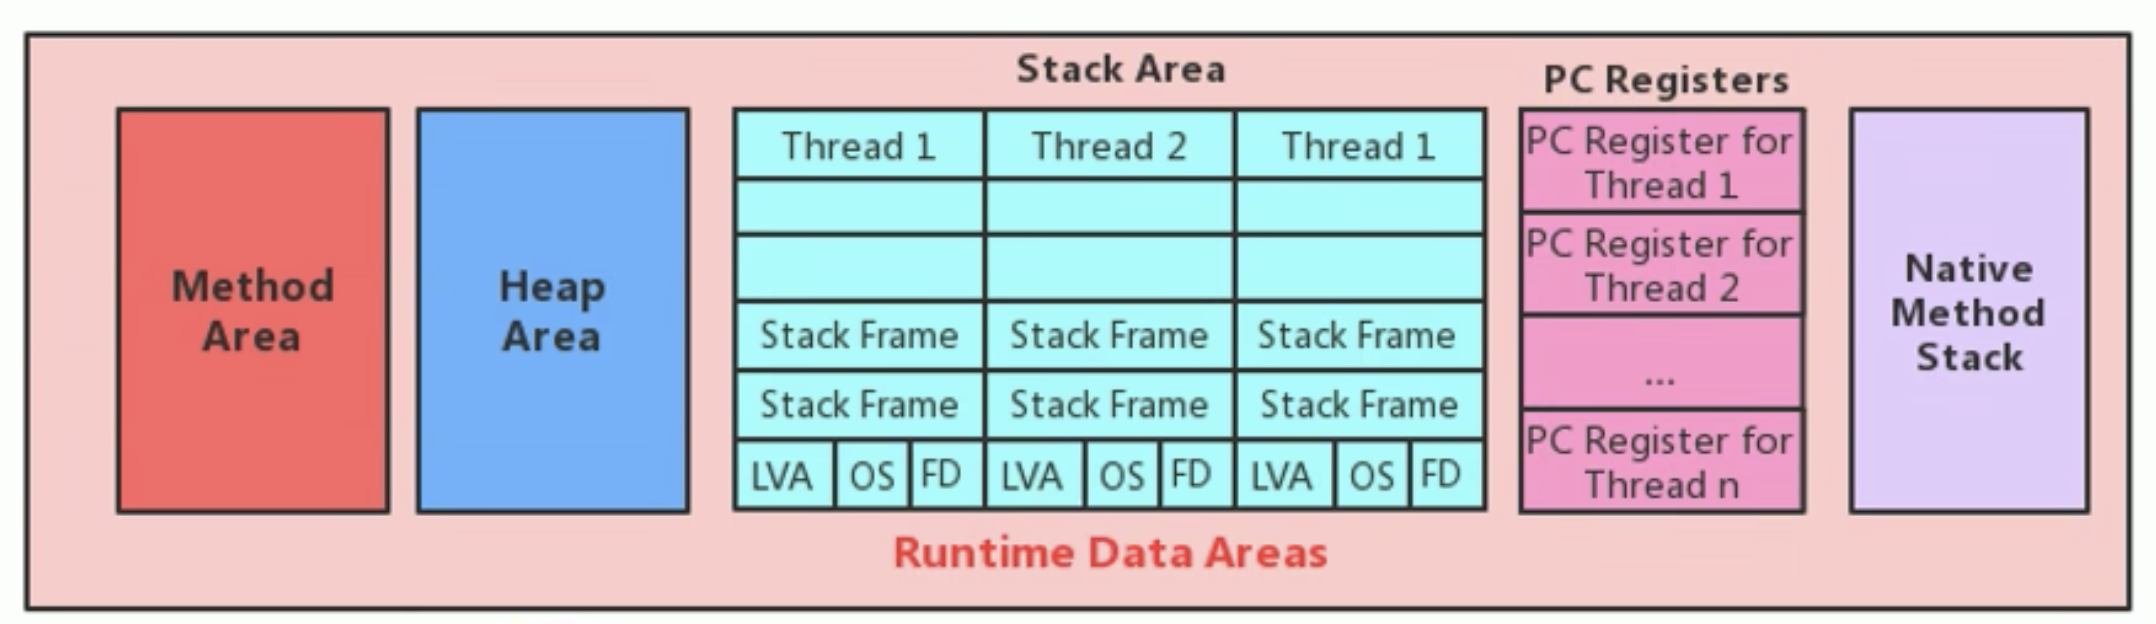 Stack Area
PC Registers
Method
Area
Heap
Area
Thread 1
Thread 2
Thread 1
Stack Frame
Stack Frame
Stack Frame
Stack Frame
Stack Frame
Stack Frame
LVA
OS
FD
LVA
OS
FD
LVA
OS
FD
PC Register for
Thread 1
PC Register for
Thread 2
...
PC Register for
Thread n
Native
Method
Stack
Runtime Data Areas